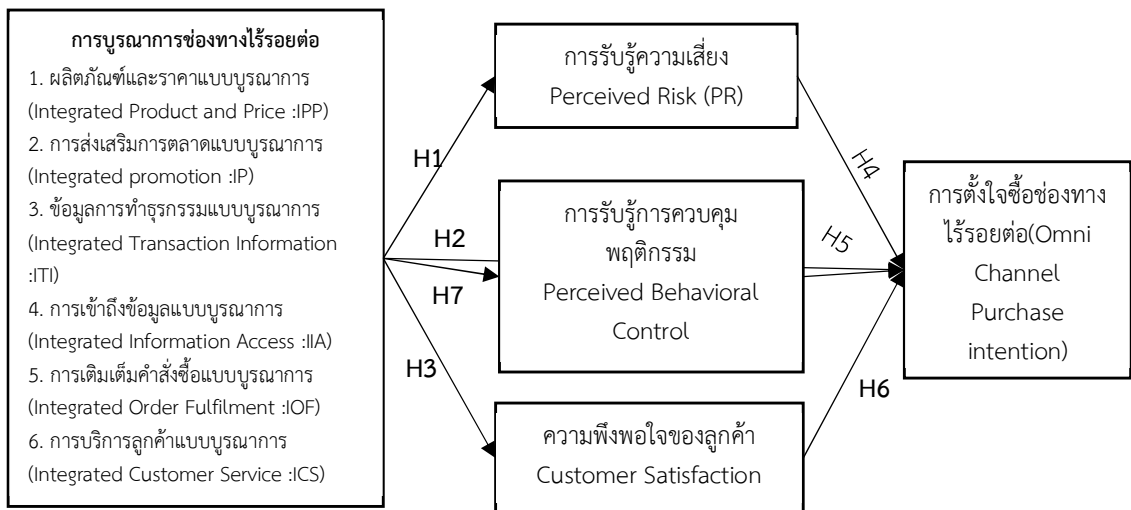 การบูรณาการช่องทางไร้รอยต่อ
1. ผลิตภัณฑ์และราคาแบบบูรณาการ
(Integrated Product and Price :IPP)
2. การส่งเสริมการตลาดแบบบูรณาการ
(Integrated promotion :IP)
3. ข้อมูลการทำธุรกรรมแบบบูรณาการ
(Integrated Transaction Information
:ITI)
4. การเข้าถึงข้อมูลแบบบูรณาการ
(Integrated Information Access :IIA)
5. การเติมเต็มคำสั่งซื้อแบบบูรณาการ
(Integrated Order Fulfilment :IOF)
6. การบริการลูกค้าแบบบูรณาการ
(Integrated Customer Service :ICS)
H1
H2
H7
H3
การรับรู้ความเสี่ยง
Perceived Risk (PR)
การรับรู้การควบคุม
พฤติกรรม
Perceived Behavioral
Control
ความพึงพอใจของลูกค้า
Customer Satisfaction
H4
H5
H6
การตั้งใจซื้อช่องทาง
ไร้รอยต่อ(Omni
Channel
Purchase
intention)